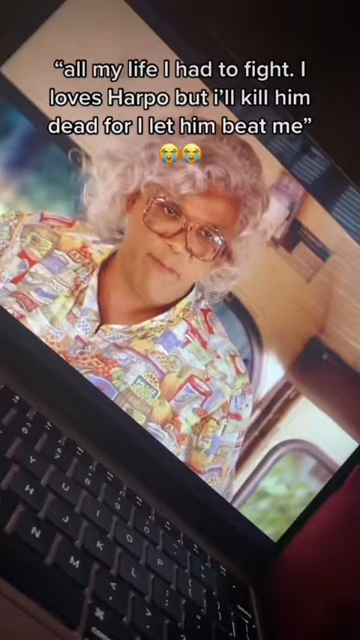 “all my life I had to fight. I
loves Harpo but i’ll kill him
dead for I let him beat me”
😭😭
Y
U
I
O
P
H
J
K
L
N
M